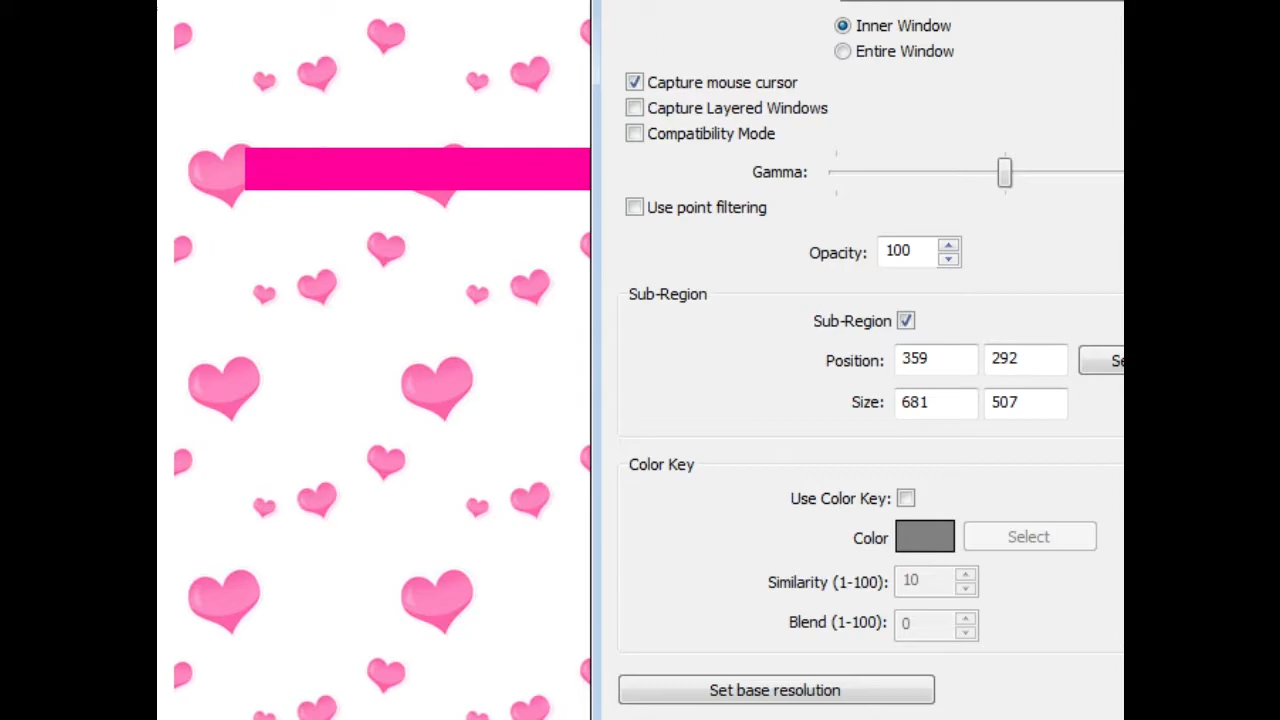 Inner Window
Entire Window
Capture mouse cursor
Capture Layered Windows
Compatibility Mode
Gamma:
Use point filtering
Opacity: 100
Sub-Region
Sub-Region
Position: 359 292 Se
Size: 681 507
Color Key
Use Color Key:
Color Select
Similarity (1-100): 10
Blend (1-100): 0
Set base resolution